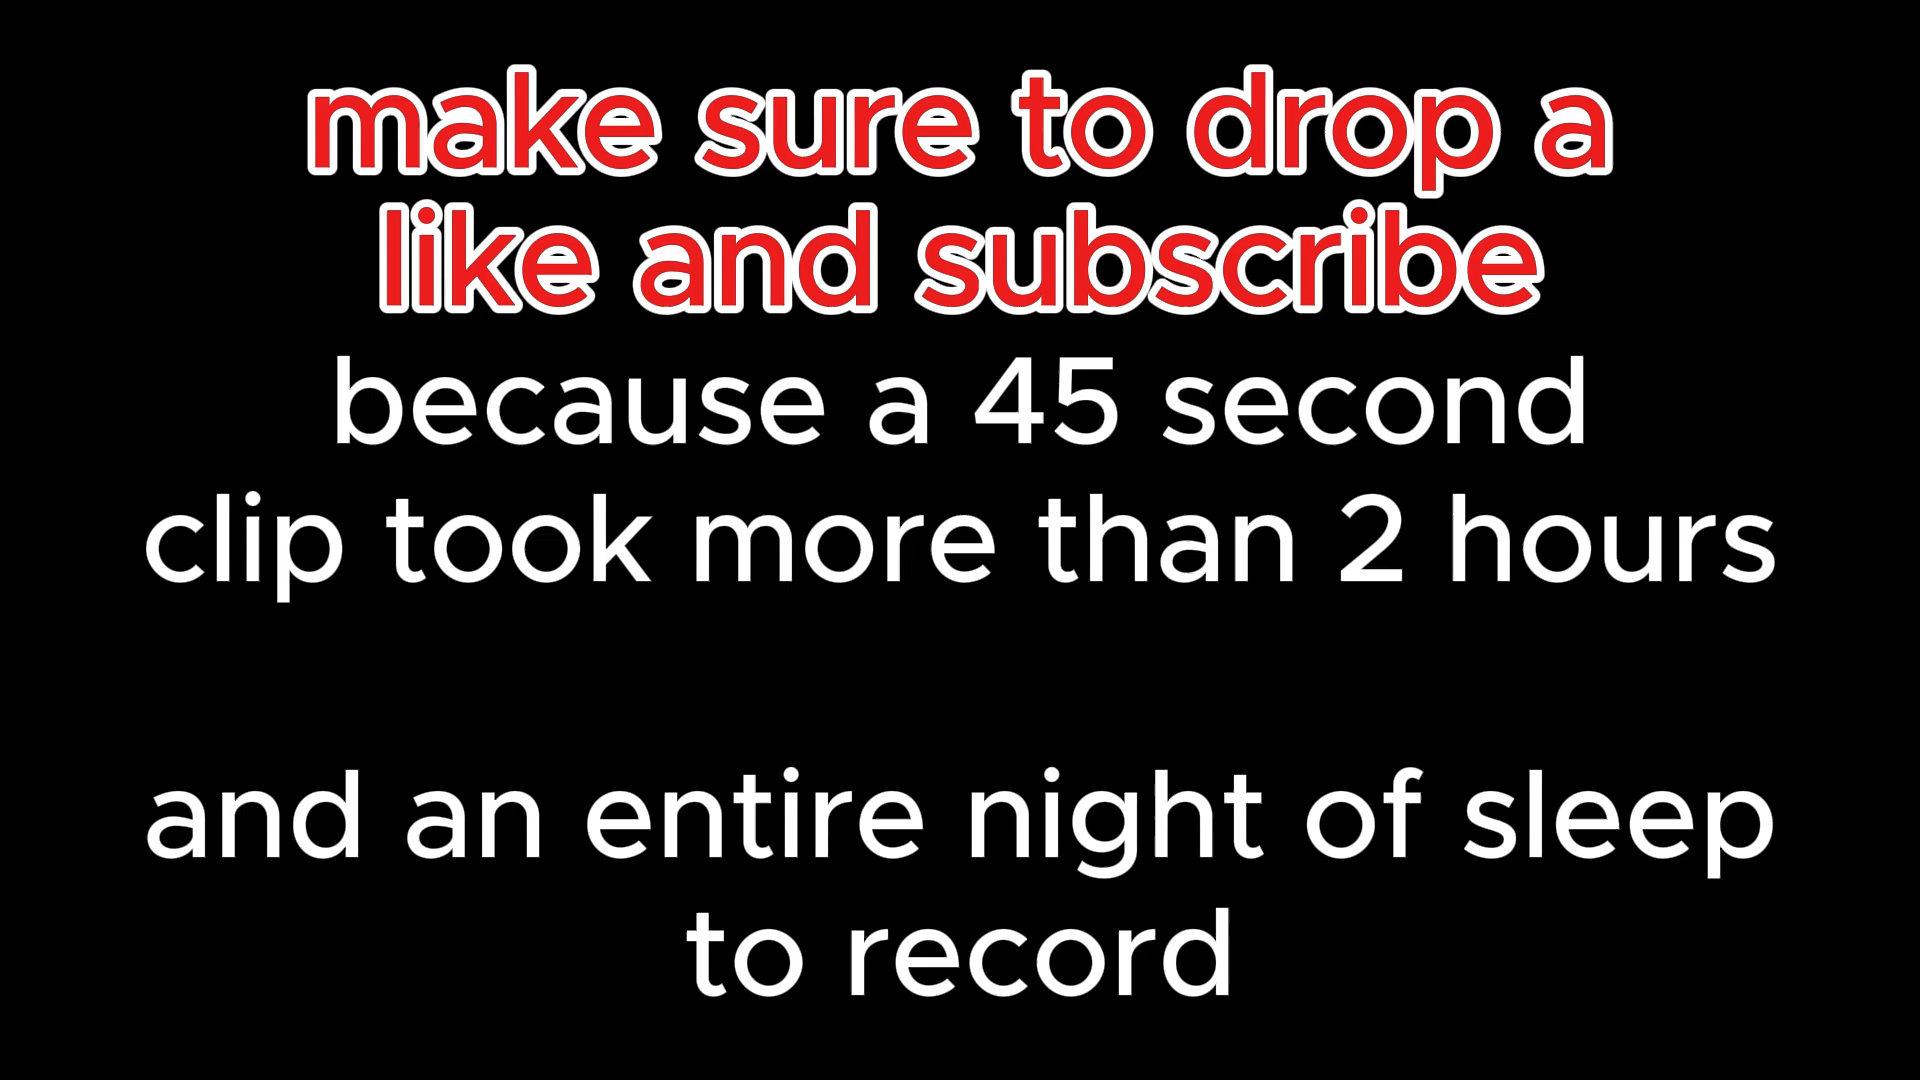 make sure to drop a
like and subscribe
because a 45 second
clip took more than 2 hours
and an entire night of sleep
to record